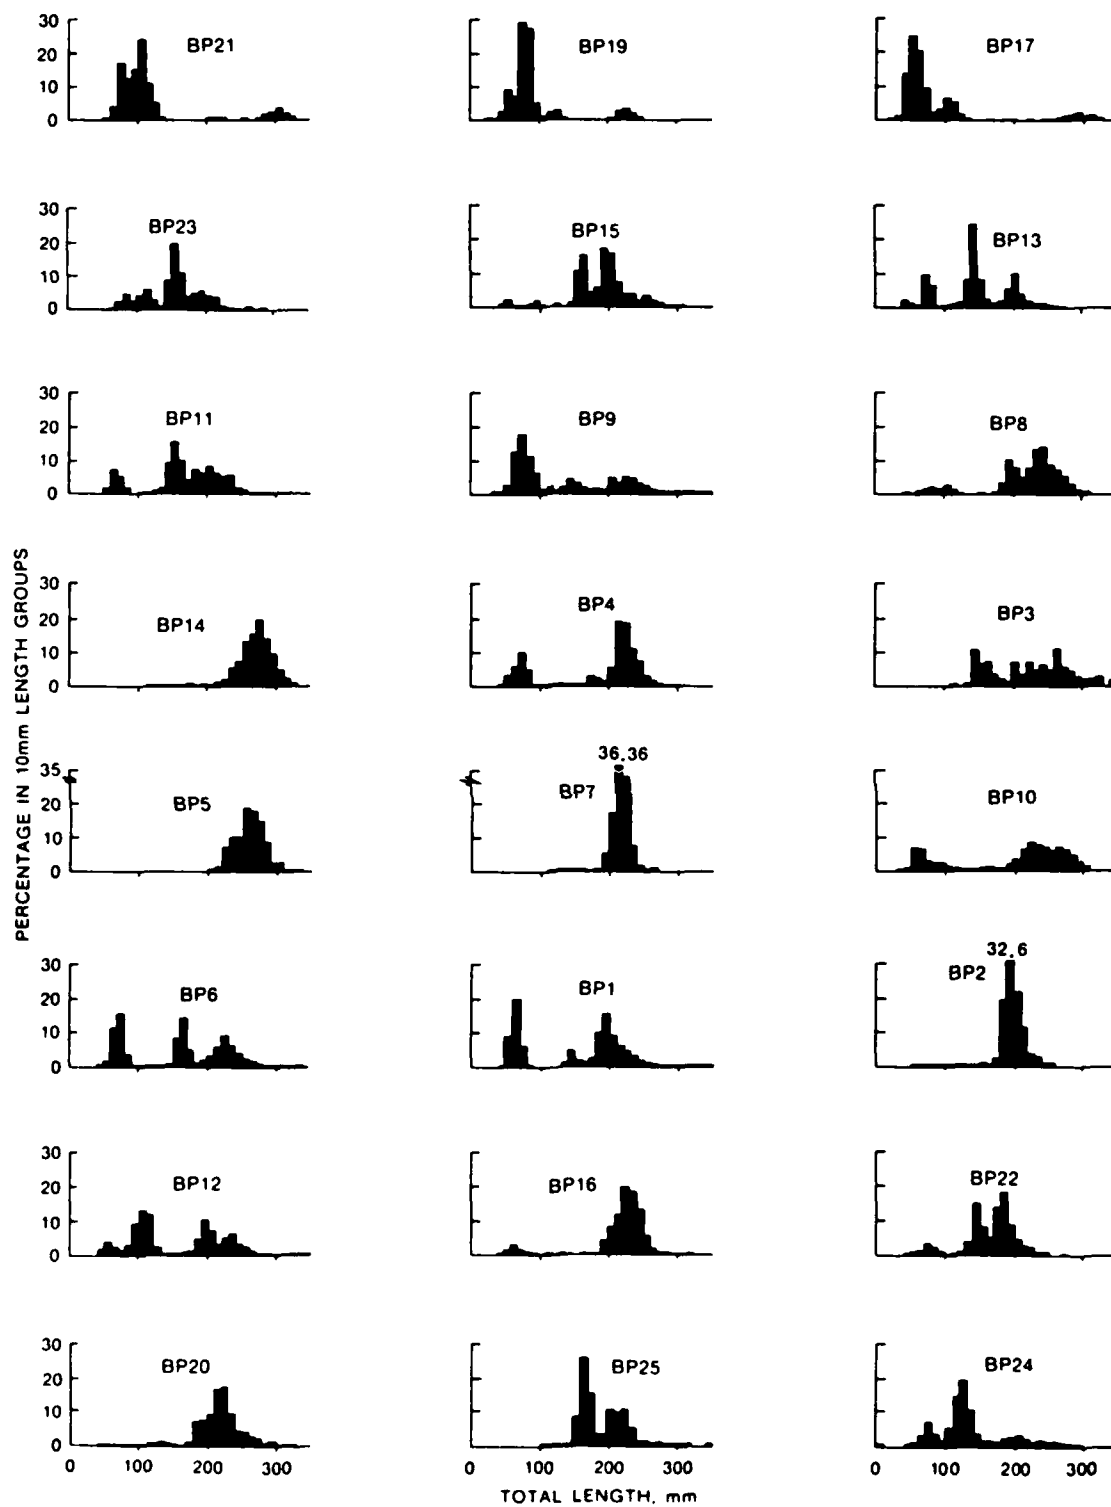 30
20
10
0
BP21
BP19
BP17
30
20
10
0
BP23
BP15
BP13
30
20
10
0
BP11
BP9
BP8
30
20
10
0
BP14
BP4
BP3
35
20
10
0
BP5
36.36
BP7
BP10
30
20
10
0
BP6
BP1
32.6
BP2
30
20
10
0
BP12
BP16
BP22
30
20
10
0
BP20
BP25
BP24
0 100 200 300
0 100 200 300
0 100 200 300
PERCENTAGE IN 10mm LENGTH GROUPS
TOTAL LENGTH, mm